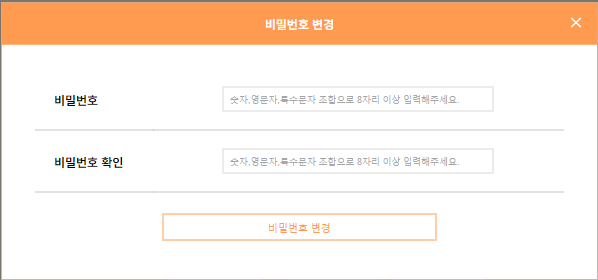 비밀번호 변경
비밀번호
숫자,영문자,특수문자 조합으로 8자리 이상 입력해주세요.
비밀번호 확인
숫자,영문자,특수문자 조합으로 8자리 이상 입력해주세요.
비밀번호 변경